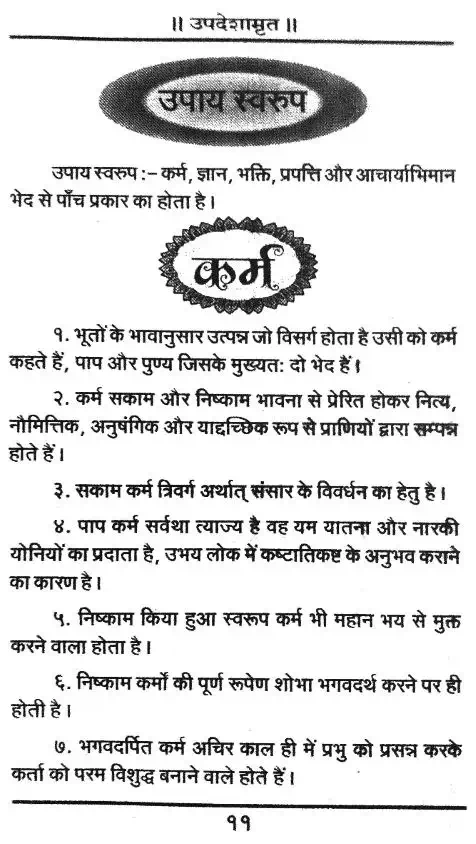 ॥ उपदेशामृत ॥
उपाय स्वरुप
उपाय स्वरुप :– कर्म, ज्ञान, भक्ति, प्रपत्ति और आचार्याभिमान
भेद से पाँच प्रकार का होता है।
कर्म
१. भूतों के भावानुसार उत्पन्न जो विसर्ग होता है उसी को कर्म
कहते हैं, पाप और पुण्य जिसके मुख्यतः दो भेद हैं।
२. कर्म सकाम और निष्काम भावना से प्रेरित होकर नित्य,
नौमित्तिक, अनुषंगिक और याद्दच्छिक रूप से प्राणियों द्वारा सम्पन्न
होते हैं।
३. सकाम कर्म त्रिवर्ग अर्थात् संसार के विवर्धन का हेतु है।
४. पाप कर्म सर्वथा त्याज्य है वह यम यातना और नारकी
योनियों का प्रदाता है, उभय लोक में कष्टातिकष्ट के अनुभव कराने
का कारण है।
५. निष्काम किया हुआ स्वरूप कर्म भी महान भय से मुक्त
करने वाला होता है।
६. निष्काम कर्मों की पूर्ण रूपेण शोभा भगवदर्थ करने पर ही
होती है।
७. भगवदर्पित कर्म अचिर काल ही में प्रभु को प्रसन्न करके
कर्ता को परम विशुद्ध बनाने वाले होते हैं।
११